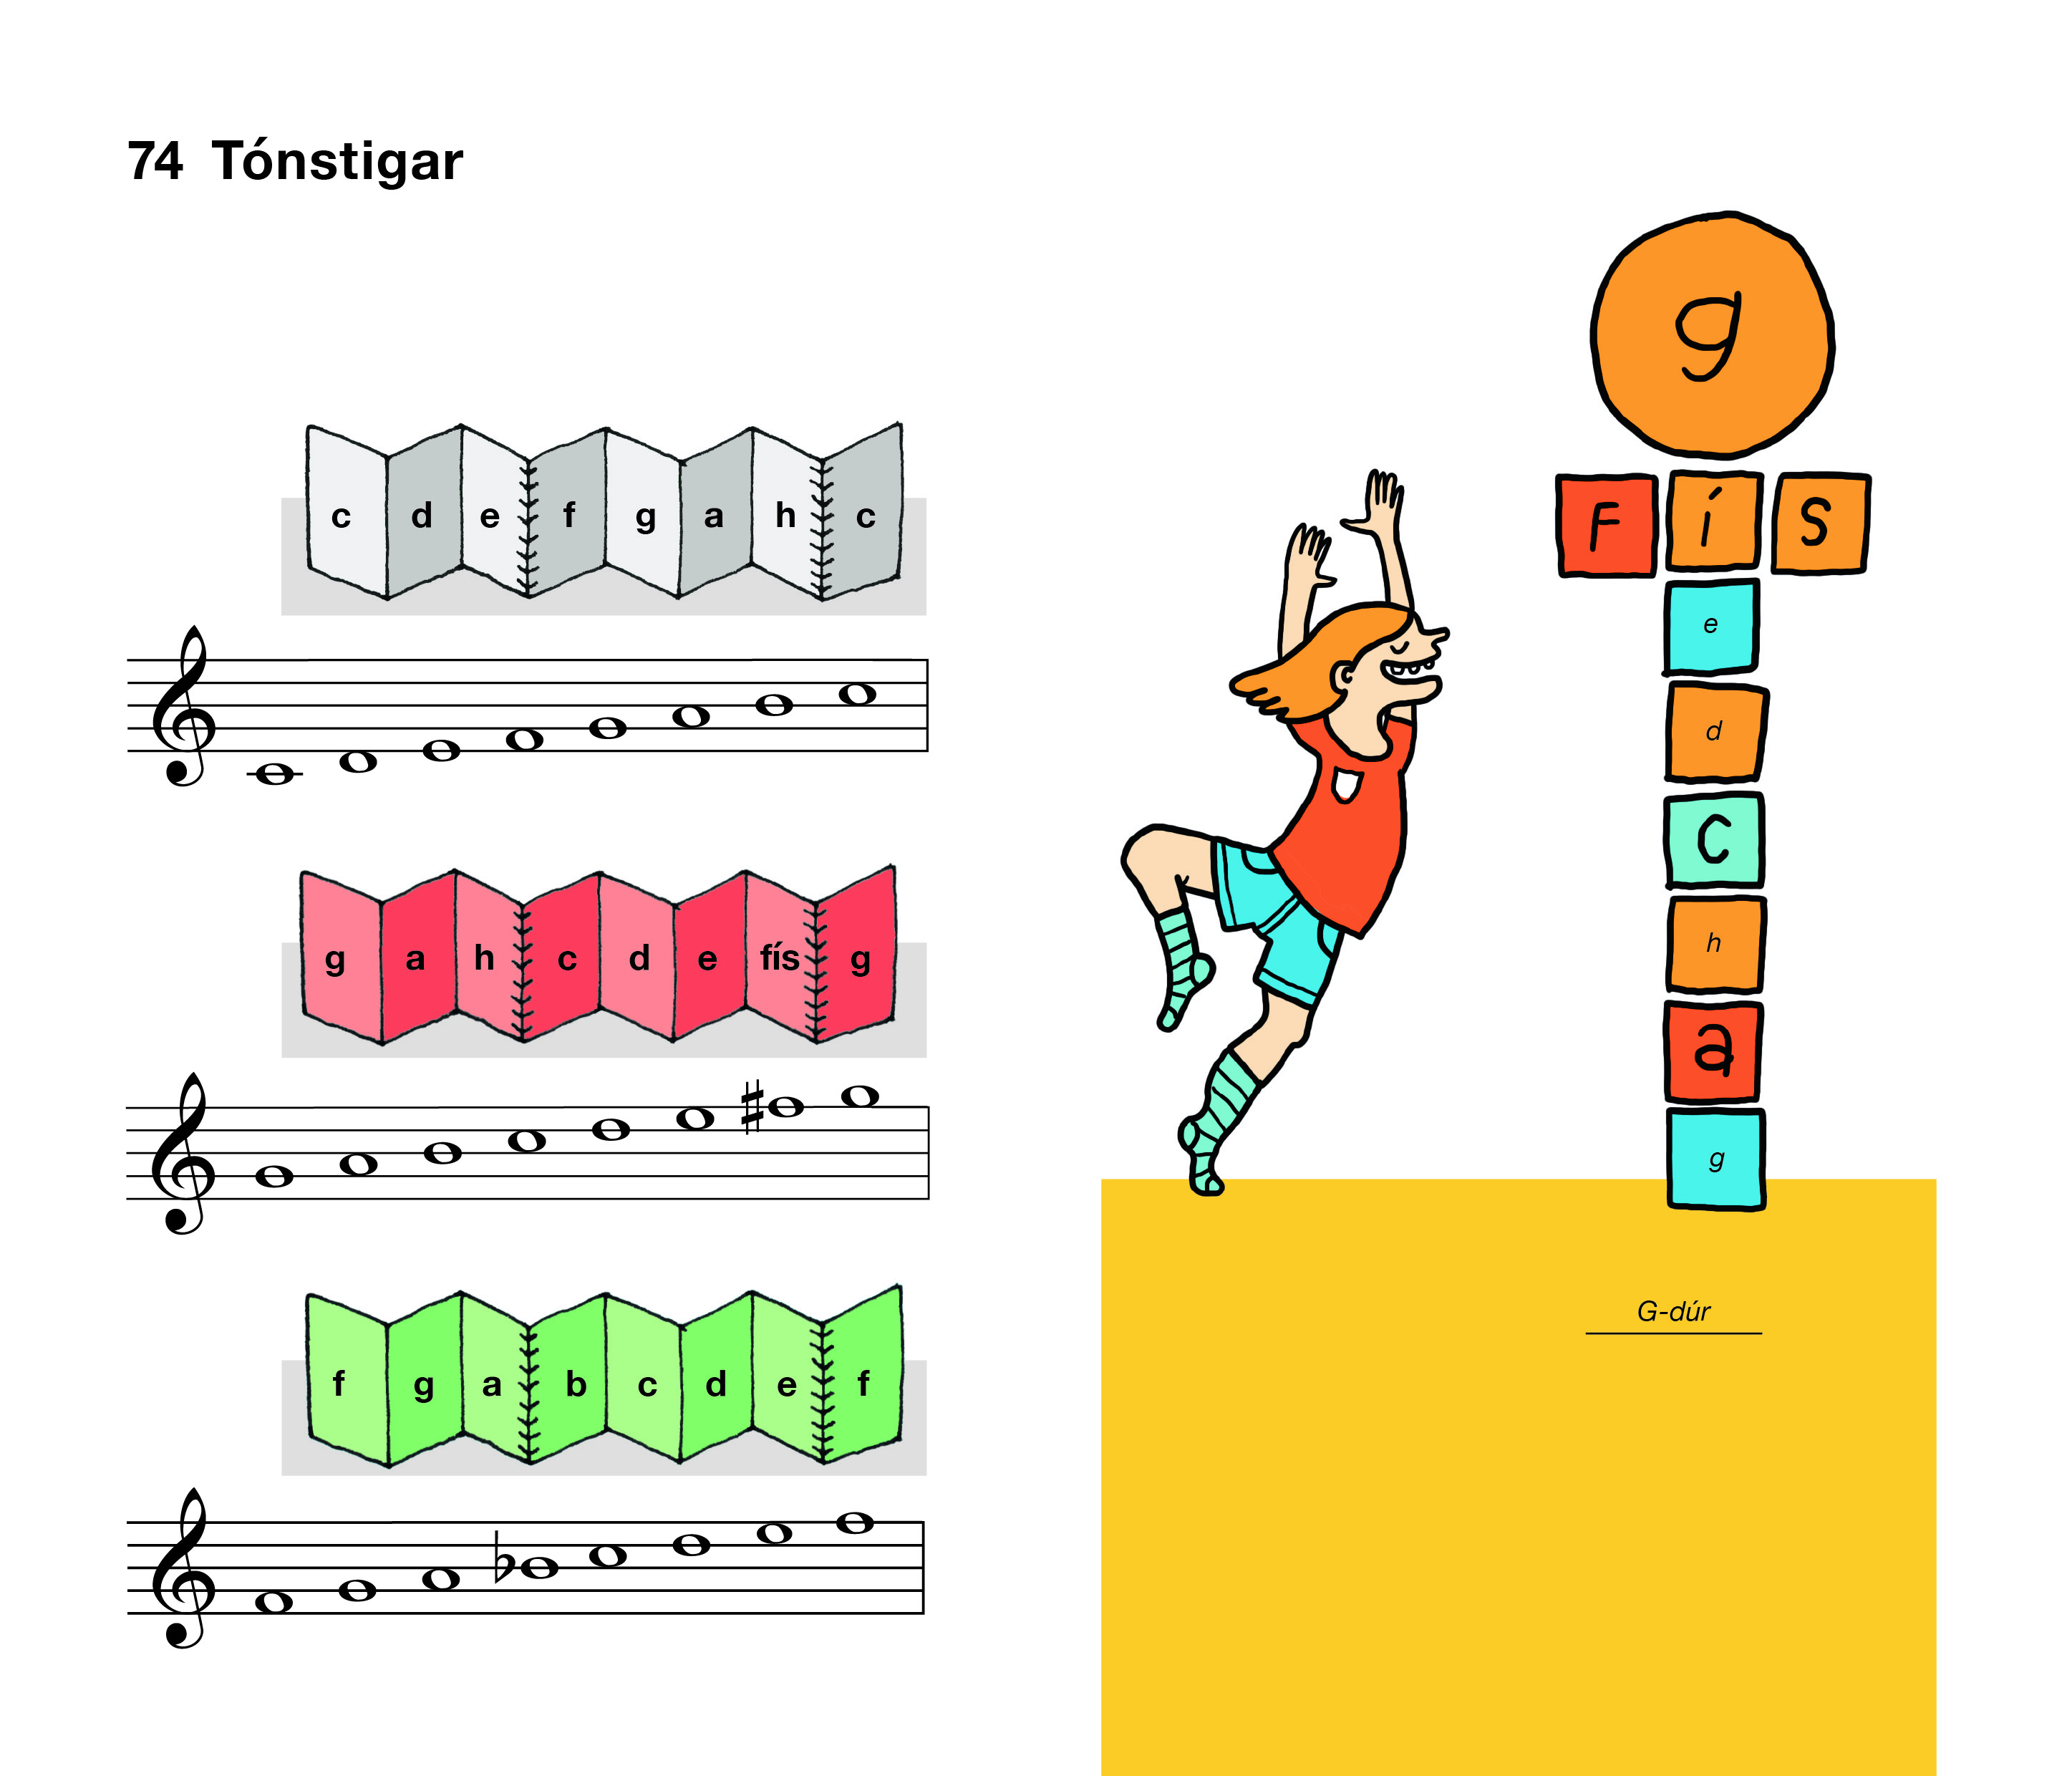 74 Tónstigar
c d e f g a h c
g a h c d e fís g
f g a b c d e f
g
F í S
e
d
C
h
a
g
G-dúr